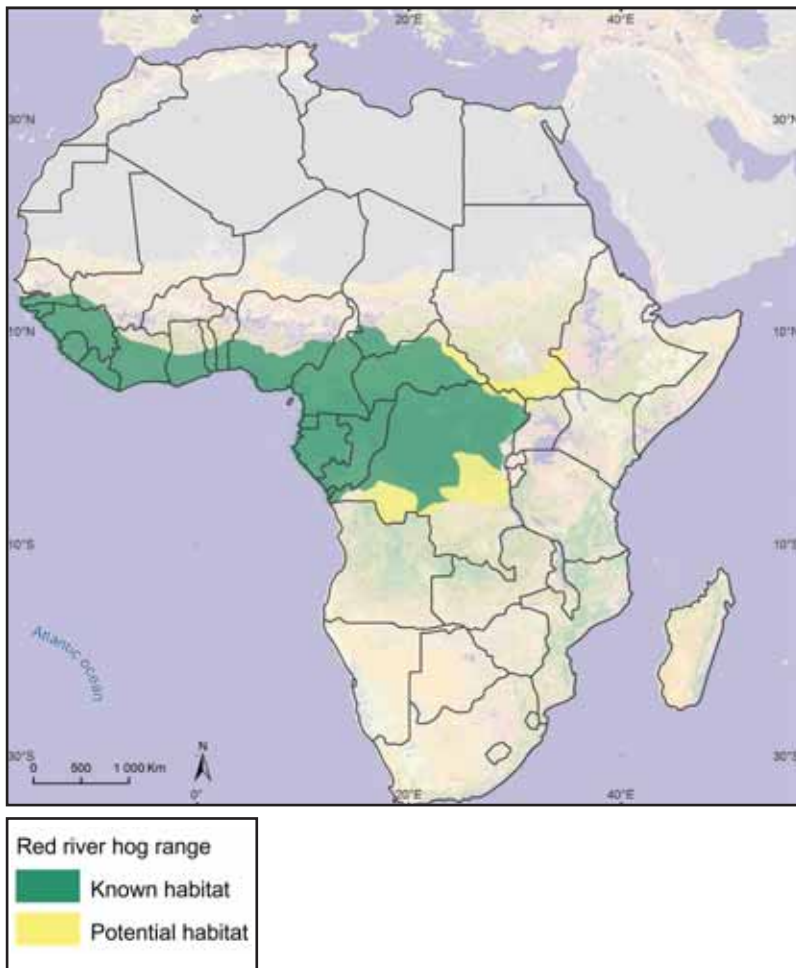 0° 20°E 40°E
30°N 30°N
10°N 10°N
10°S 10°S
Atlantic ocean
30°S 30°S
N
0 500 1 000 Km
0° 20°E 40°E
Red river hog range
Known habitat
Potential habitat